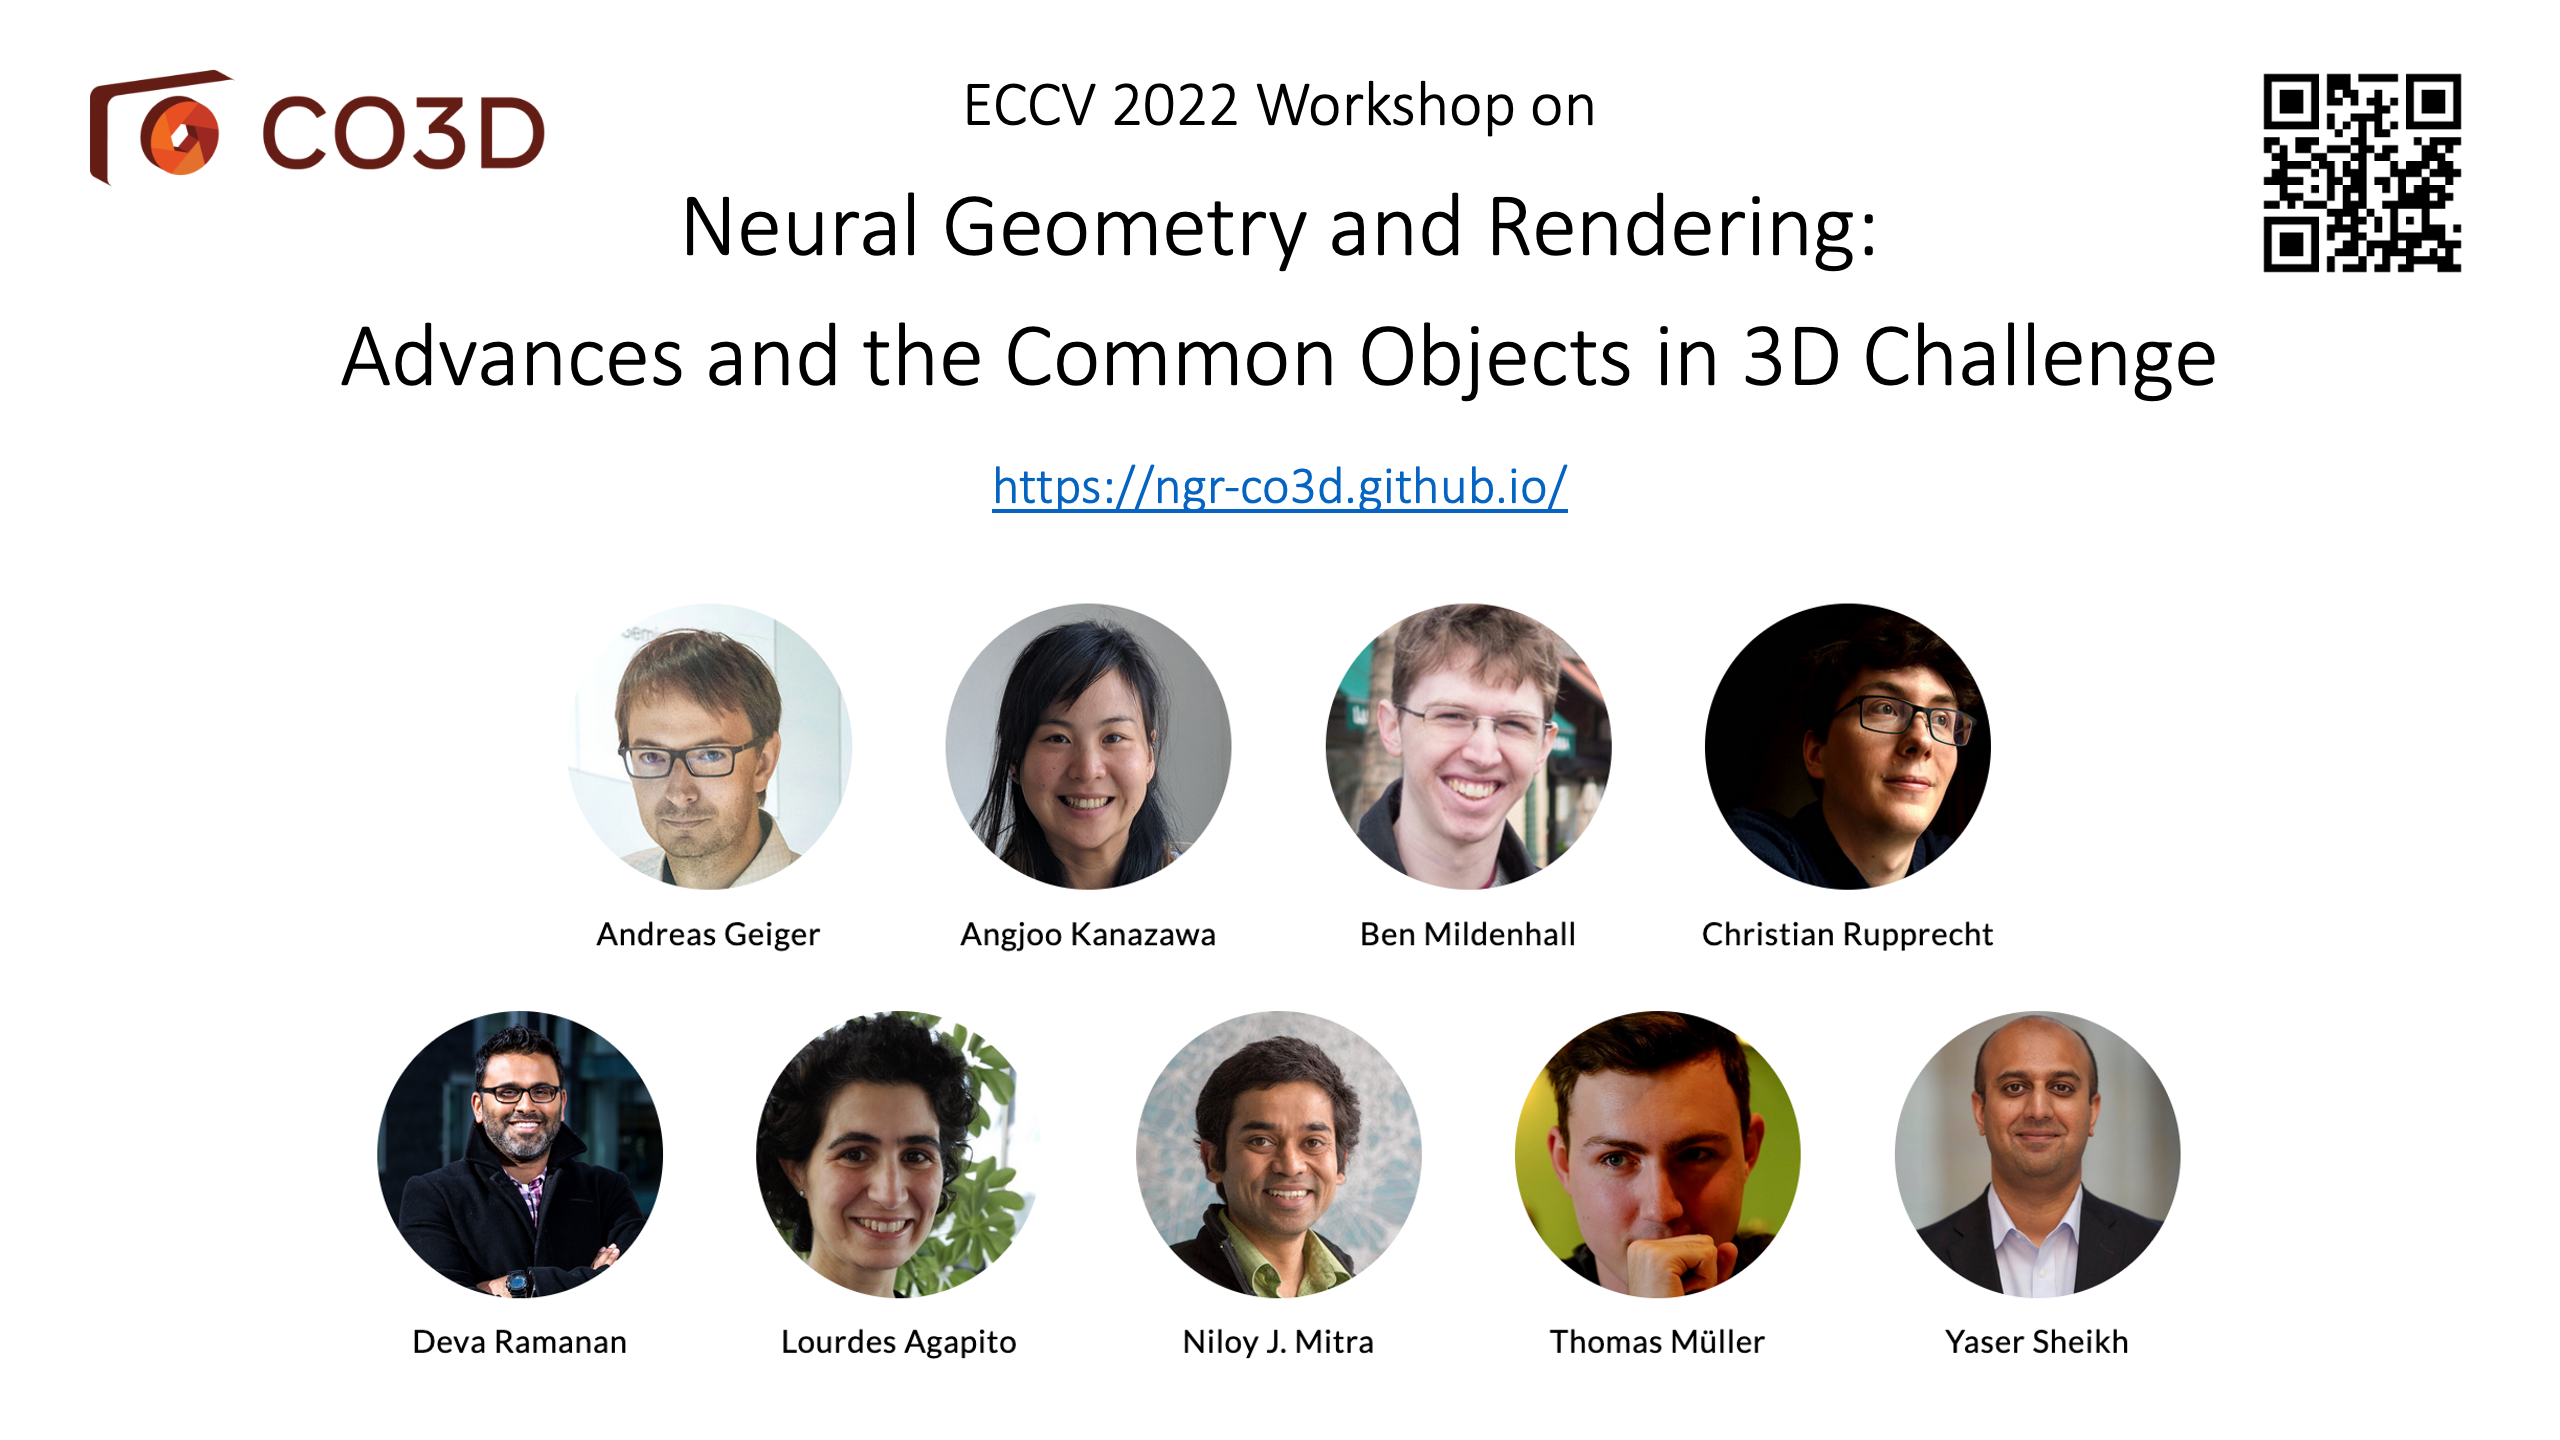 CO3D
ECCV 2022 Workshop on
Neural Geometry and Rendering:
Advances and the Common Objects in 3D Challenge
https://ngr-co3d.github.io/
Andreas Geiger
Angjoo Kanazawa
Ben Mildenhall
Christian Rupprecht
Deva Ramanan
Lourdes Agapito
Niloy J. Mitra
Thomas Müller
Yaser Sheikh